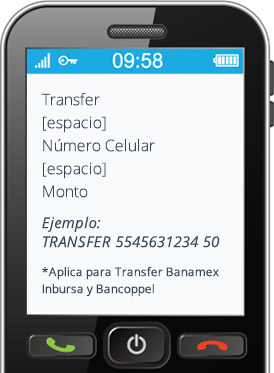 09:58
Transfer
[espacio]
Número Celular
[espacio]
Monto
Ejemplo:
TRANSFER 5545631234 50
*Aplica para Transfer Banamex
Inbursa y Bancoppel